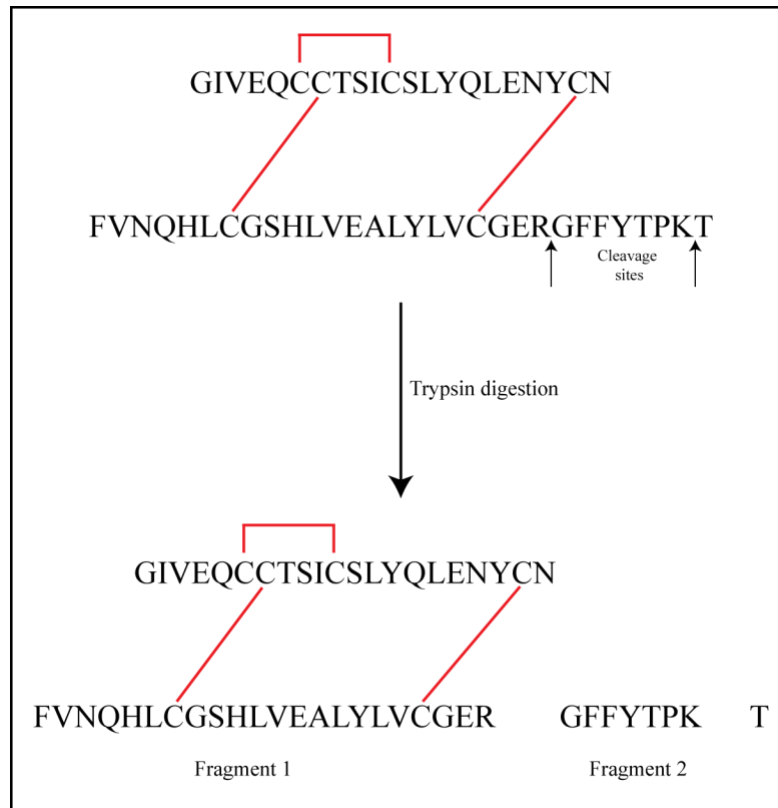 GIVEQCCTSICSLYQLENYCN
FVNQHLCGSHLVEALYLVCGERGFFYTPKT
Cleavage
sites
Trypsin digestion
GIVEQCCTSICSLYQLENYCN
FVNQHLCGSHLVEALYLVCGER GFFYTPK T
Fragment 1 Fragment 2